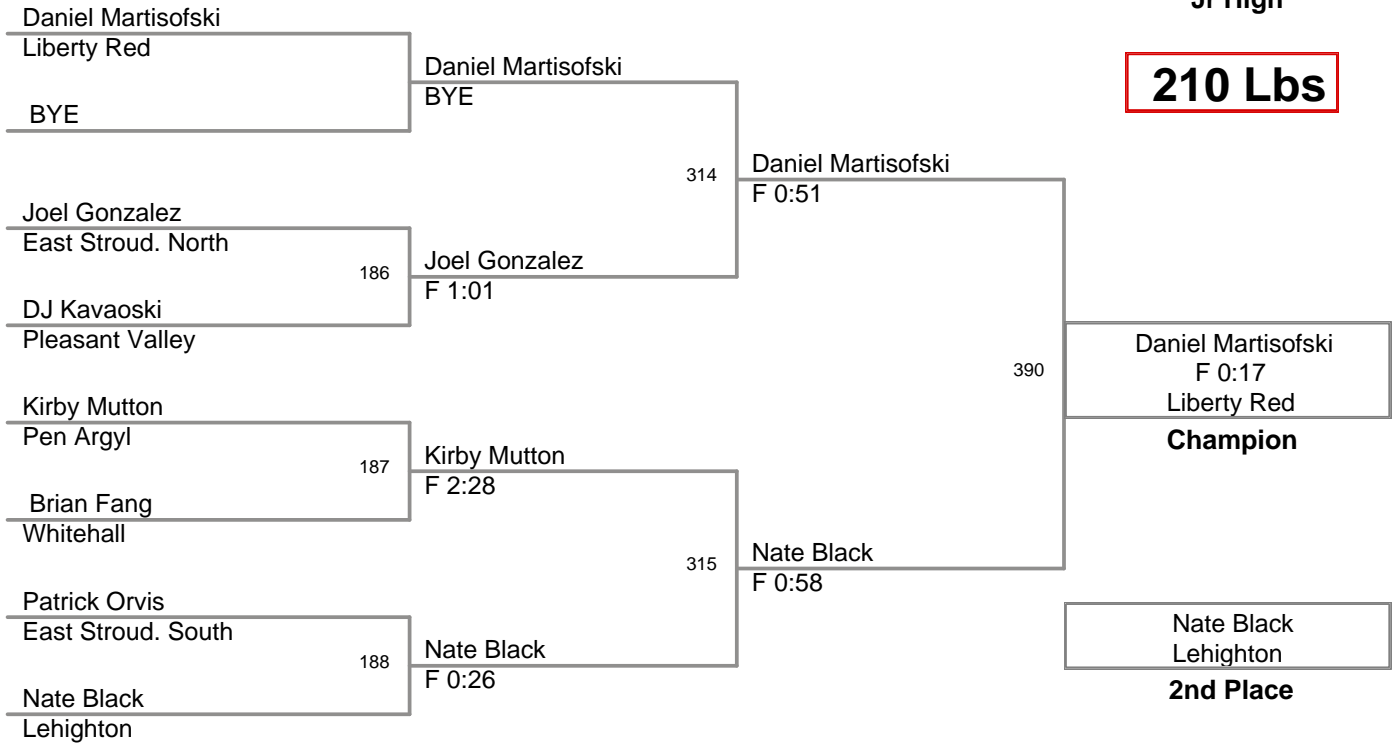 Jr High
210 Lbs
Daniel Martisofski
Liberty Red
BYE
Joel Gonzalez
East Stroud. North
DJ Kavaoski
Pleasant Valley
Kirby Mutton
Pen Argyl
Brian Fang
Whitehall
Patrick Orvis
East Stroud. South
Nate Black
Lehighton
186
187
188
Daniel Martisofski
BYE
Joel Gonzalez
F 1:01
Kirby Mutton
F 2:28
Nate Black
F 0:26
314
315
Daniel Martisofski
F 0:51
Nate Black
F 0:58
390
Daniel Martisofski
F 0:17
Liberty Red
Champion
Nate Black
Lehighton
2nd Place